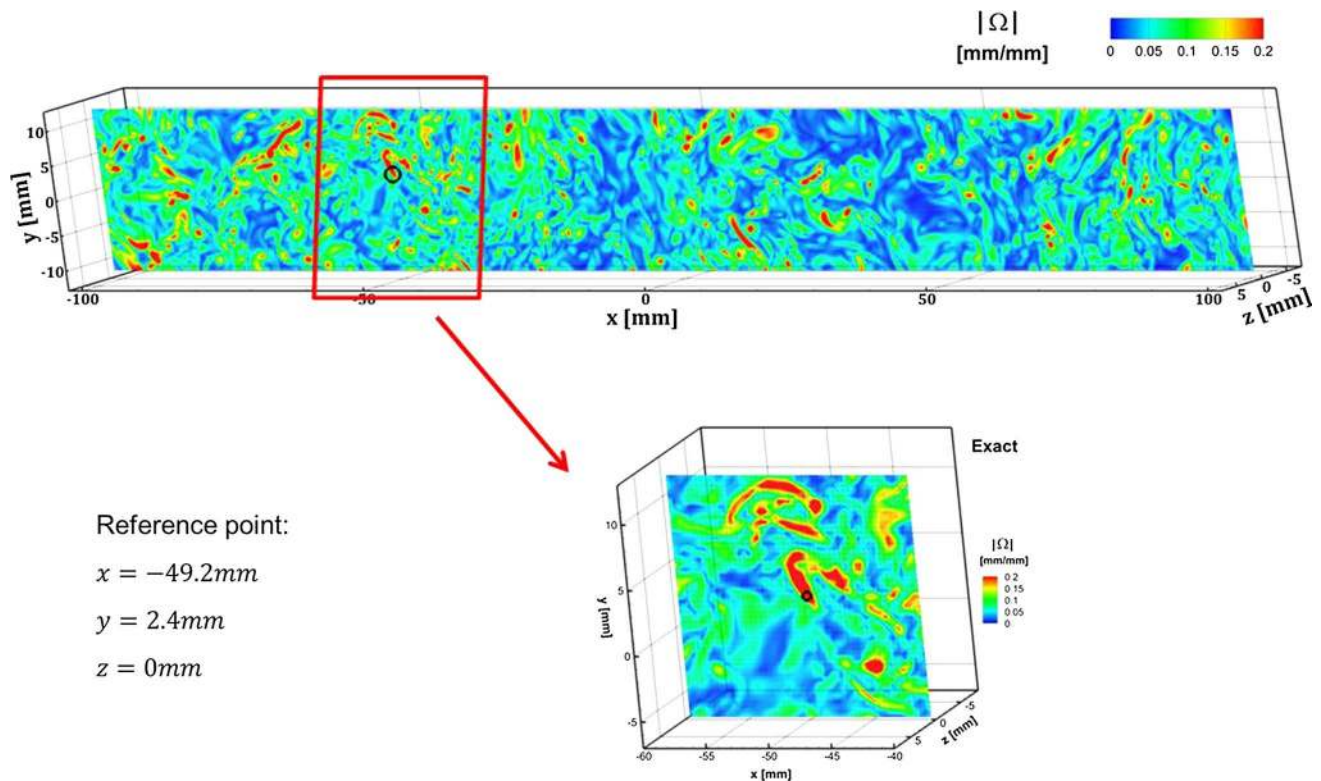 |Ω|
[mm/mm]
0 0.05 0.1 0.15 0.2
10
5
0
-5
-10
y [mm]
-100 -50 0 50 100
x [mm]
5 0 -5
z [mm]
Exact
|Ω|
[mm/mm]
0.2
0.15
0.1
0.05
0
Reference point:
x = −49.2mm
y = 2.4mm
z = 0mm
10
5
0
-5
y [mm]
-60 -55 -50 -45 -40
x [mm]
5 0 -5
z [mm]